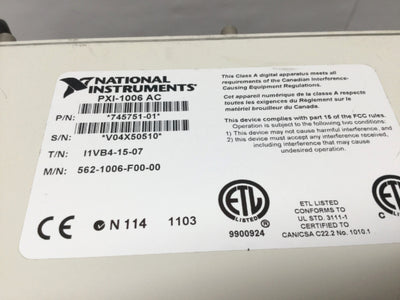 NATIONAL
INSTRUMENTS
PXI-1006 AC
P/N: *745751-01*
S/N: *V04X50510*
T/N: I1VB4-15-07
M/N: 562-1006-F00-00
CE N 114 1103
This Class A digital apparatus meets all
requirements of the Canadian Interference-
Causing Equipment Regulations.
Cet appareil numérique de la classe A respecte
toutes les exigences du Règlement sur le
matériel brouilleur du Canada.
This device complies with part 15 of the FCC rules.
Operation is subject to the following two conditions:
1) This device may not cause harmful interference, and
2) this device must accept any interference received,
including interference that may cause
undesired operation.
ETL
LISTED
9900924
ETL LISTED
CONFORMS TO
UL STD. 3111-1
CERTIFIED TO
CAN/CSA C22.2 No. 1010.1
C ETL
LISTED